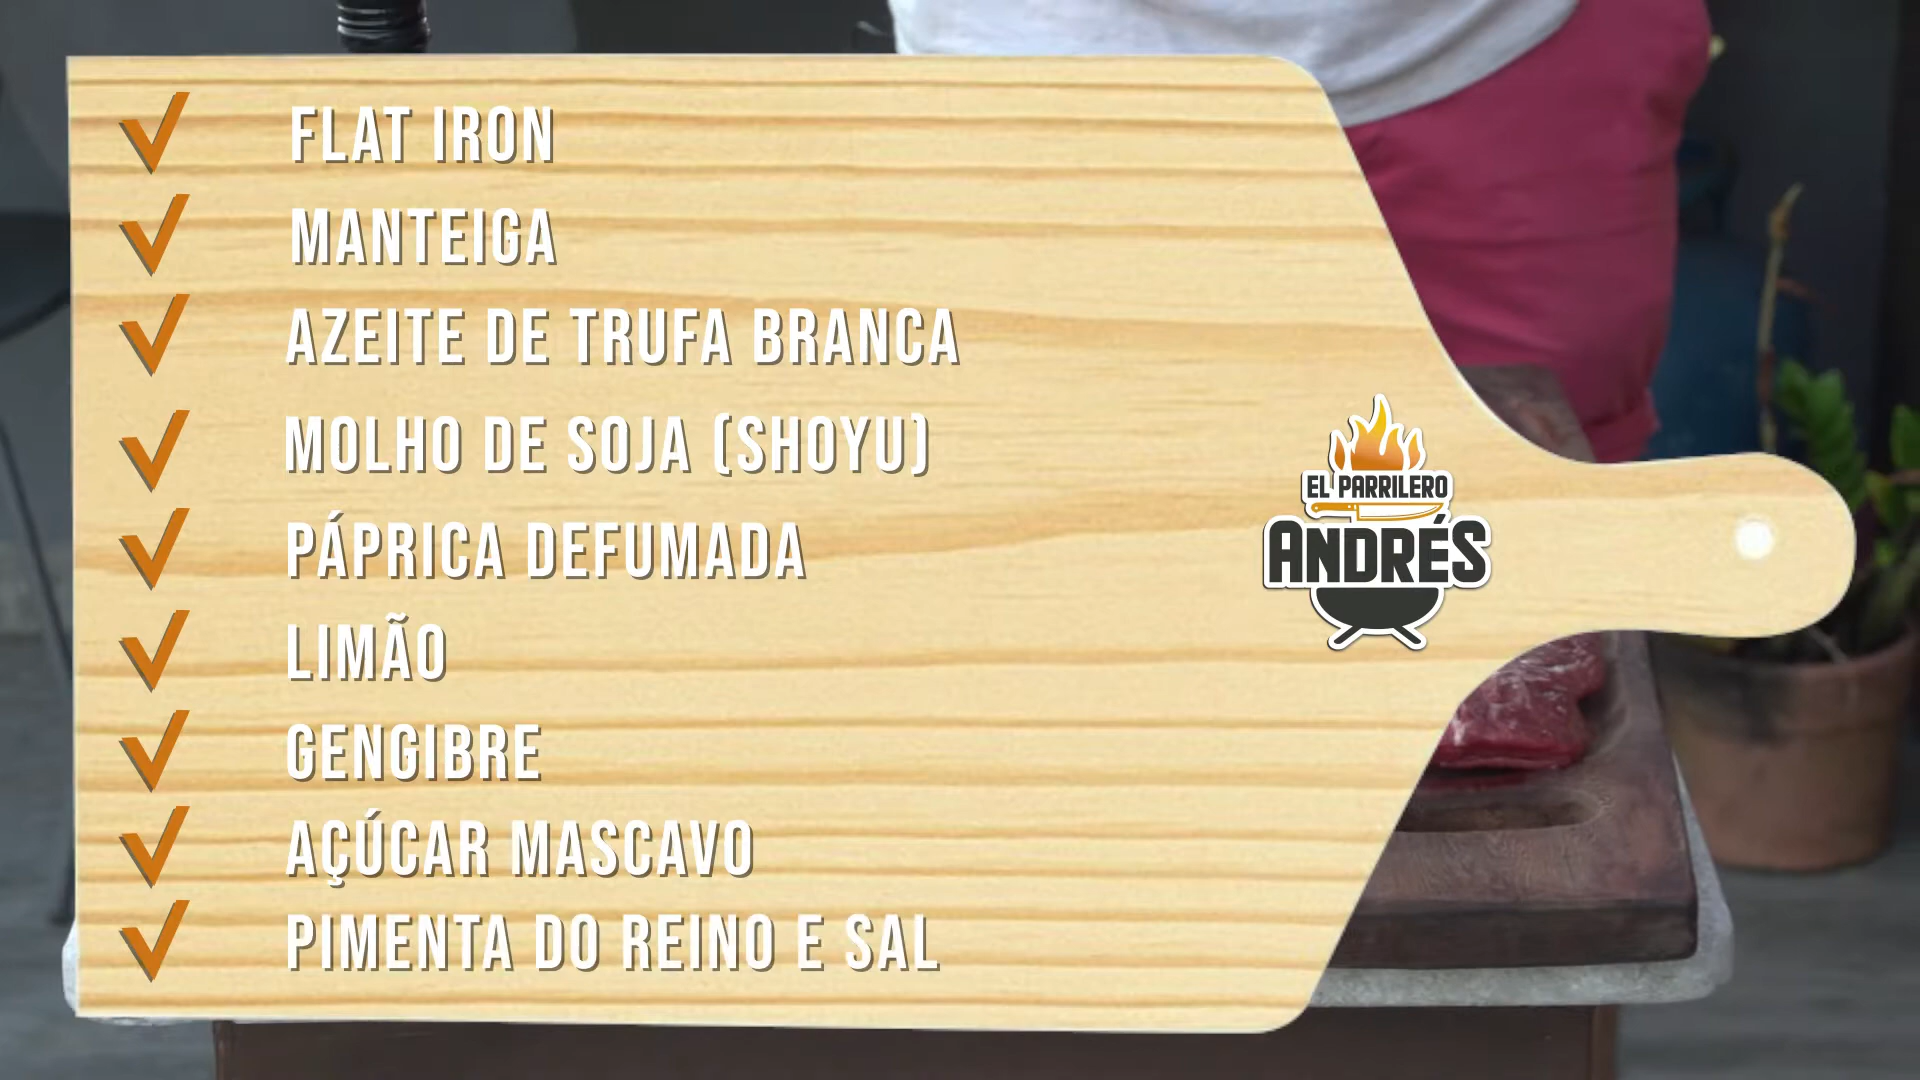 FLAT IRON
MANTEIGA
AZEITE DE TRUFA BRANCA
MOLHO DE SOJA (SHOYU)
PÁPRICA DEFUMADA
LIMÃO
GENGIBRE
AÇÚCAR MASCAVO
PIMENTA DO REINO E SAL
EL PARRILERO
ANDRÉS